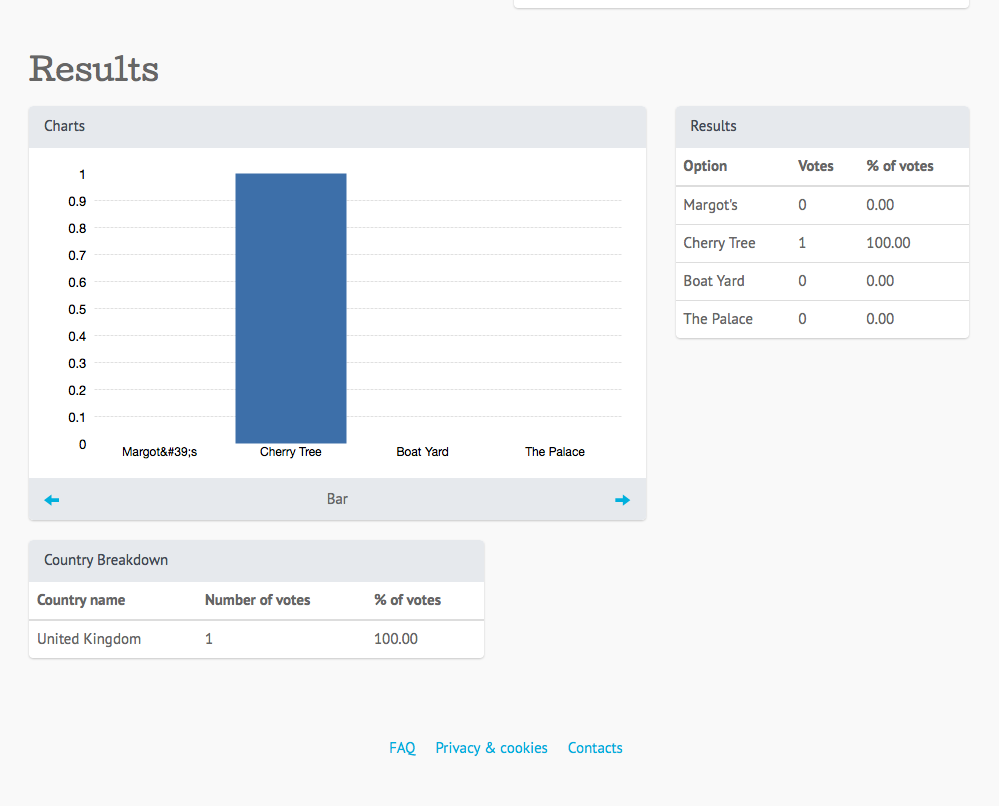 Results
Charts
1
0.9
0.8
0.7
0.6
0.5
0.4
0.3
0.2
0.1
0
Margot&#39;s Cherry Tree Boat Yard The Palace
Bar
Results
Option Votes % of votes
Margot's 0 0.00
Cherry Tree 1 100.00
Boat Yard 0 0.00
The Palace 0 0.00
Country Breakdown
Country name Number of votes % of votes
United Kingdom 1 100.00
FAQ Privacy & cookies Contacts